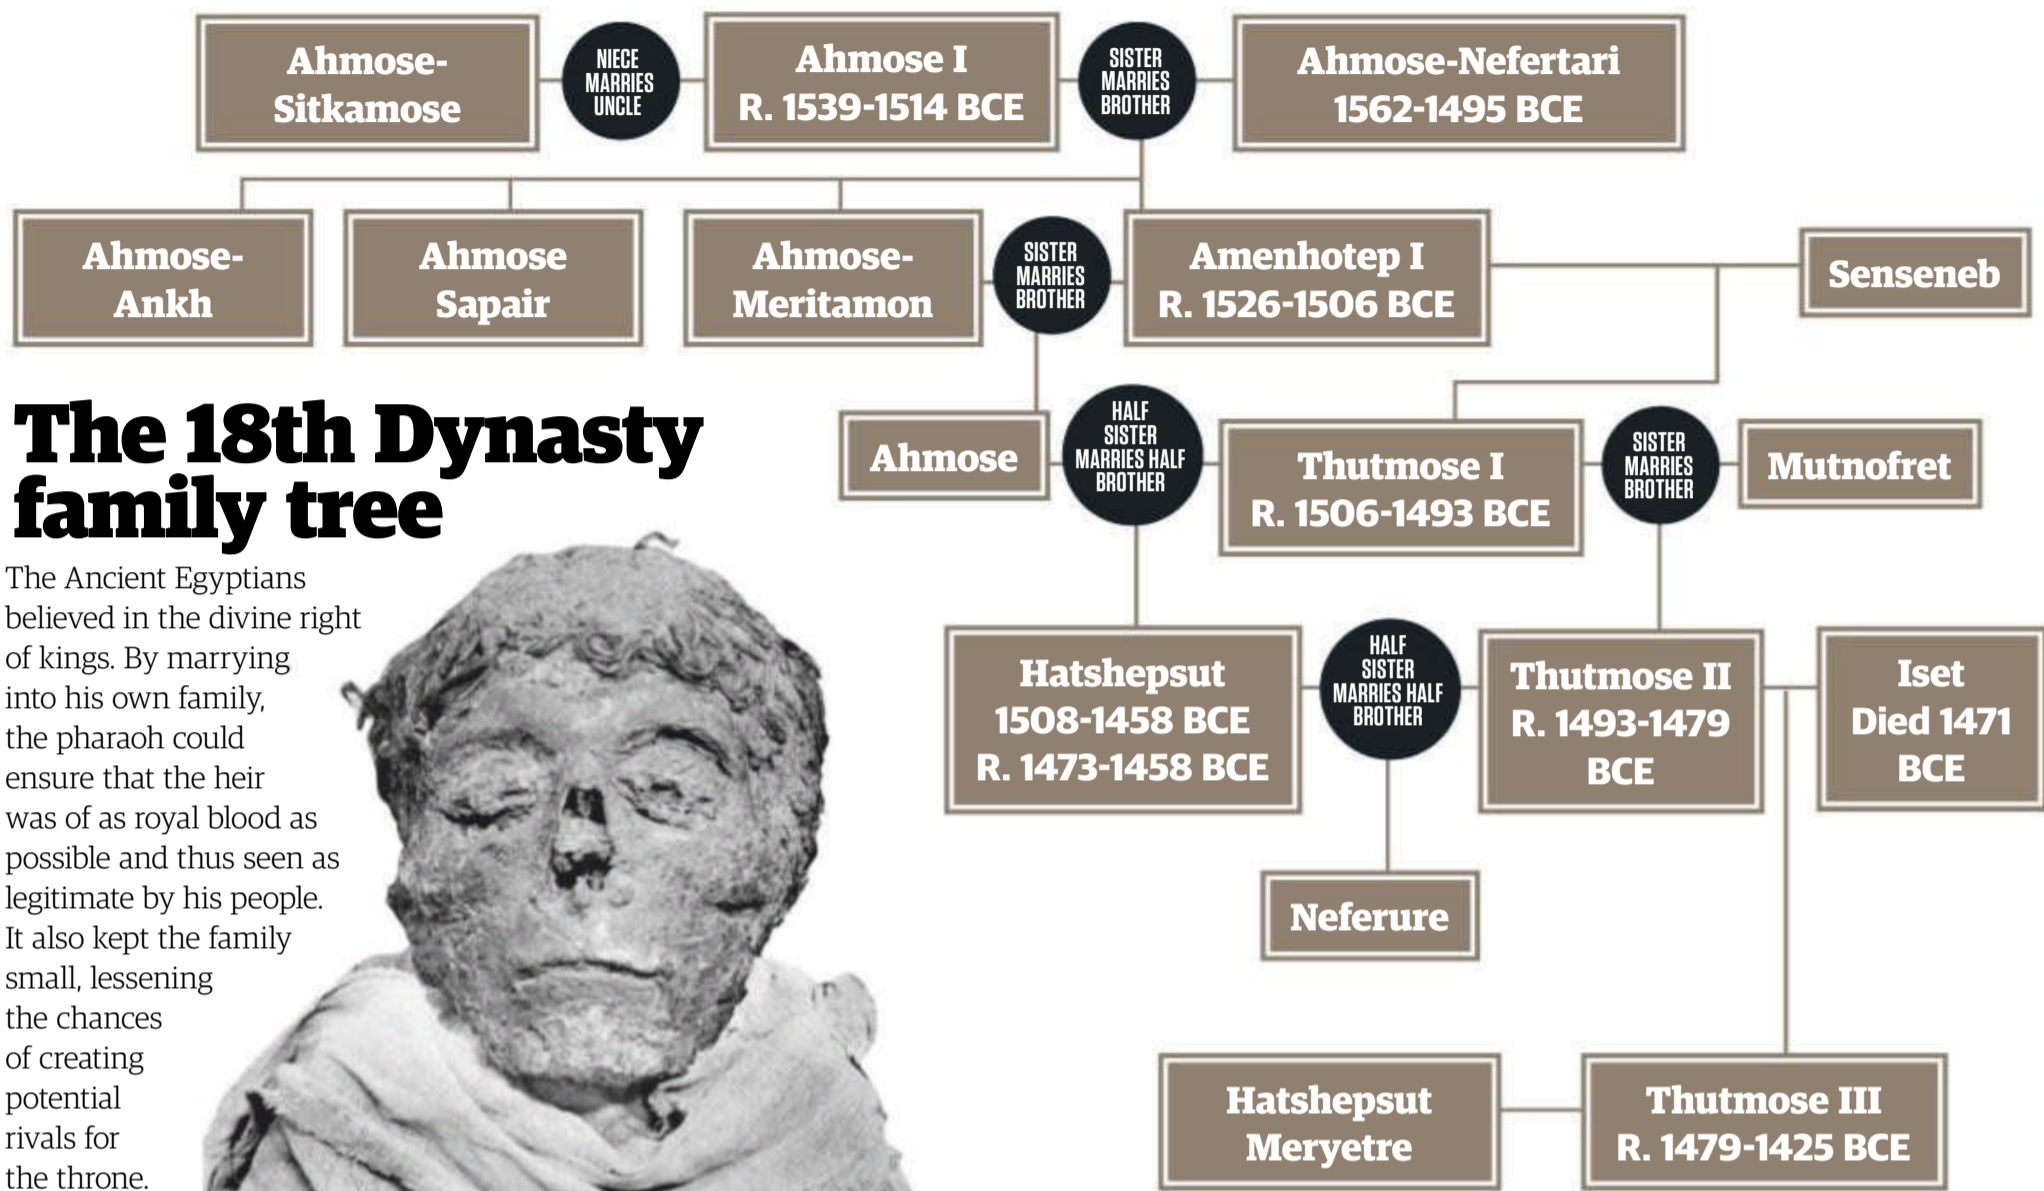 Ahmose-
Sitkamose
NIECE
MARRIES
UNCLE
Ahmose I
R. 1539-1514 BCE
SISTER
MARRIES
BROTHER
Ahmose-Nefertari
1562-1495 BCE
Ahmose-
Ankh
Ahmose
Sapair
Ahmose-
Meritamon
SISTER
MARRIES
BROTHER
Amenhotep I
R. 1526-1506 BCE
Senseneb
Ahmose
HALF
SISTER
MARRIES HALF
BROTHER
Thutmose I
R. 1506-1493 BCE
SISTER
MARRIES
BROTHER
Mutnofret
The 18th Dynasty
family tree
The Ancient Egyptians
believed in the divine right
of kings. By marrying
into his own family,
the pharaoh could
ensure that the heir
was of as royal blood as
possible and thus seen as
legitimate by his people.
It also kept the family
small, lessening
the chances
of creating
potential
rivals for
the throne.
Hatshepsut
1508-1458 BCE
R. 1473-1458 BCE
HALF
SISTER
MARRIES HALF
BROTHER
Thutmose II
R. 1493-1479
BCE
Iset
Died 1471
BCE
Neferure
Hatshepsut
Meryetre
Thutmose III
R. 1479-1425 BCE